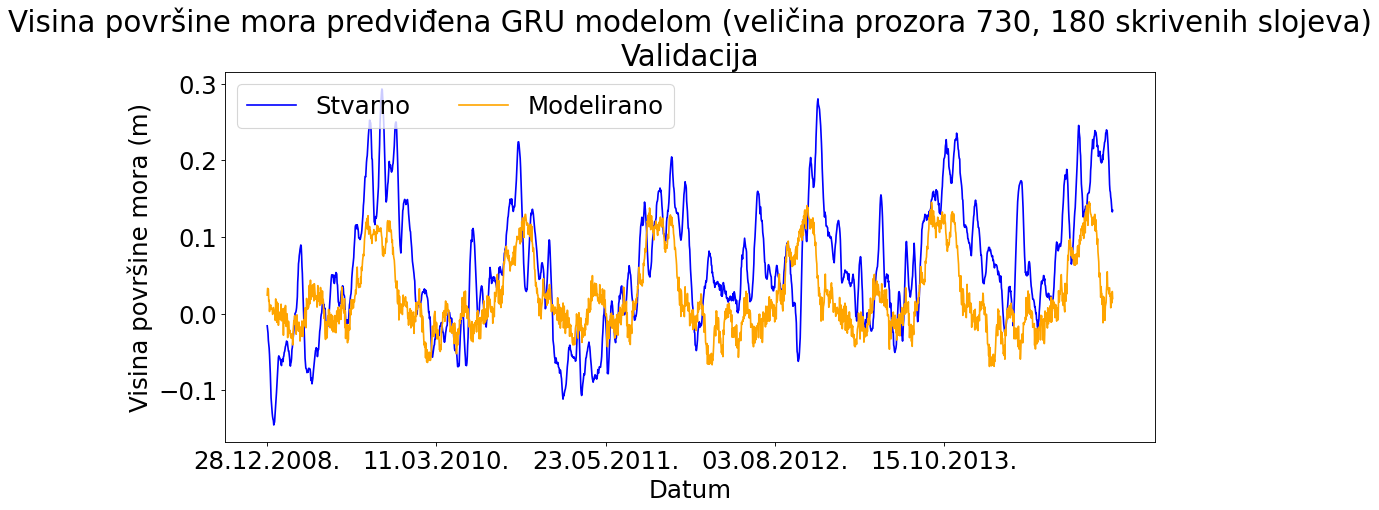 Visina površine mora predviđena GRU modelom (veličina prozora 730, 180 skrivenih slojeva)
Validacija
Stvarno
Modelirano
Visina površine mora (m)
0.3
0.2
0.1
0.0
−0.1
28.12.2008.
11.03.2010.
23.05.2011.
03.08.2012.
15.10.2013.
Datum